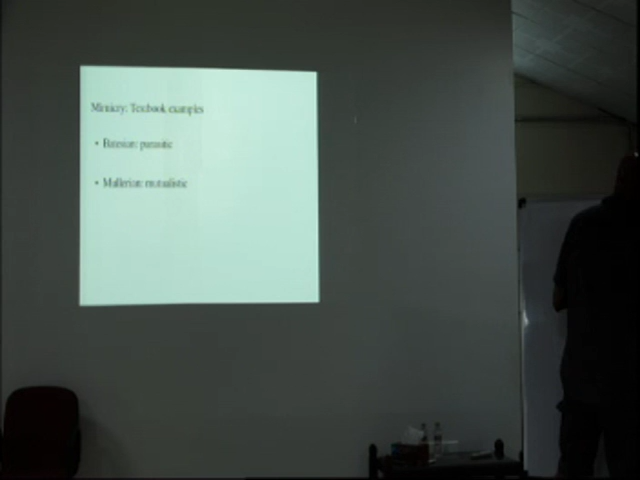 Mimicry: Textbook examples
• Batesian: parasitic
• Mullerian: mutualistic